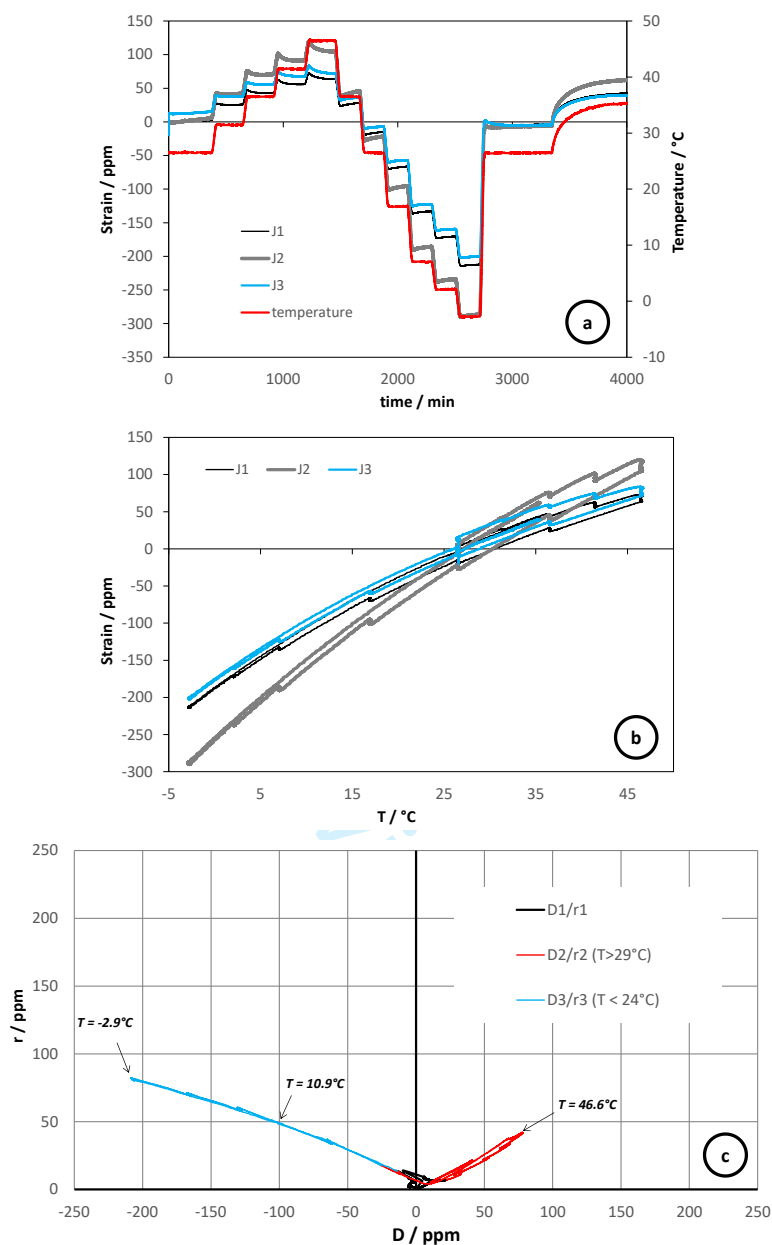 150
100
50
0
-50
-100
-150
-200
-250
-300
-350
Strain / ppm
50
40
30
20
10
0
-10
Temperature / °C
J1
J2
J3
temperature
a
0 1000 2000 3000 4000
time / min
150
100
50
0
-50
-100
-150
-200
-250
-300
Strain / ppm
J1 J2 J3
b
-5 5 15 25 35 45
T / °C
250
200
150
100
50
0
r / ppm
D1/r1
D2/r2 (T>29°C)
D3/r3 (T < 24°C)
T = -2.9°C
T = 10.9°C
T = 46.6°C
c
-250 -200 -150 -100 -50 0 50 100 150 200 250
D / ppm